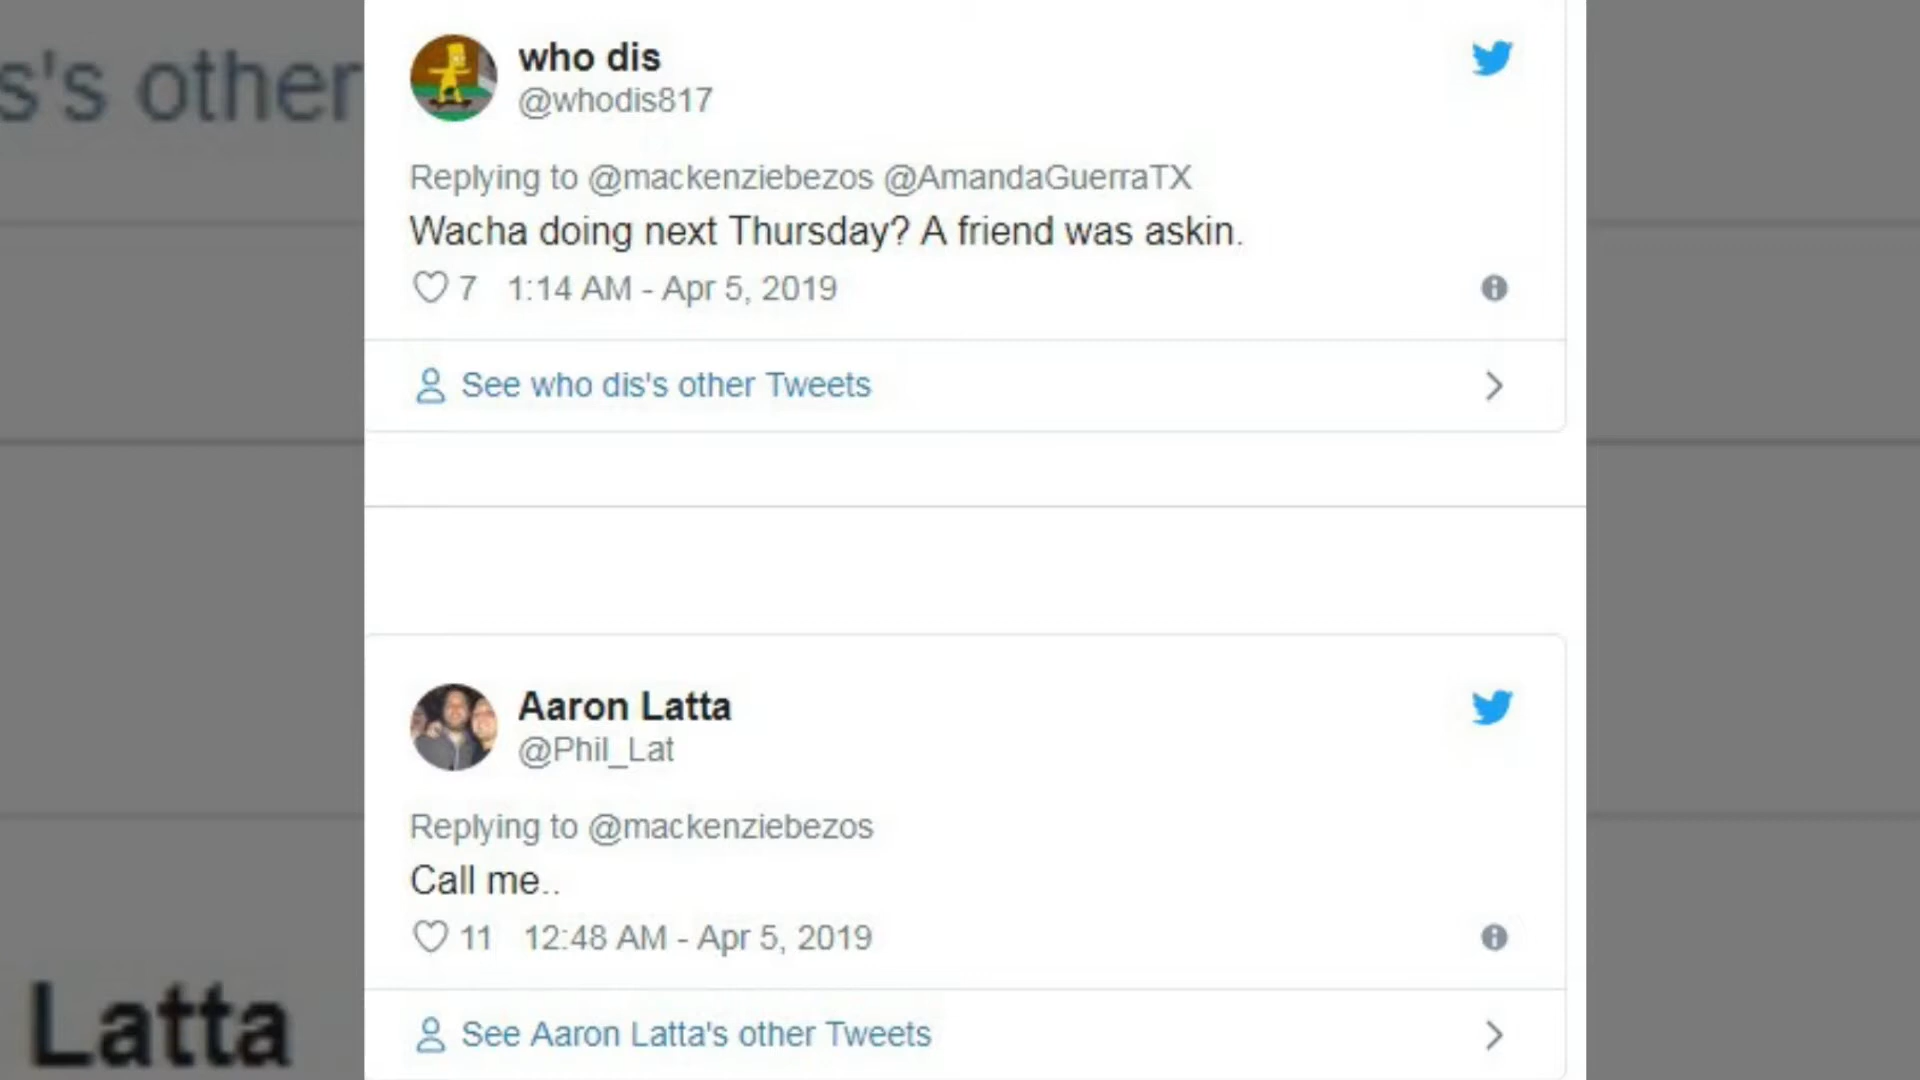 s's other
who dis
@whodis817
Replying to @mackenziebezos @AmandaGuerraTX
Wacha doing next Thursday? A friend was askin.
7 1:14 AM - Apr 5, 2019
See who dis's other Tweets
Aaron Latta
@Phil_Lat
Replying to @mackenziebezos
Call me..
11 12:48 AM - Apr 5, 2019
See Aaron Latta's other Tweets
Latta